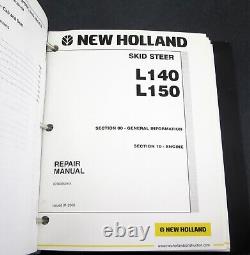 NEW HOLLAND
SKID STEER
L140
L150
SECTION 00 - GENERAL INFORMATION
SECTION 10 - ENGINE
REPAIR
MANUAL
NEW HOLLAND